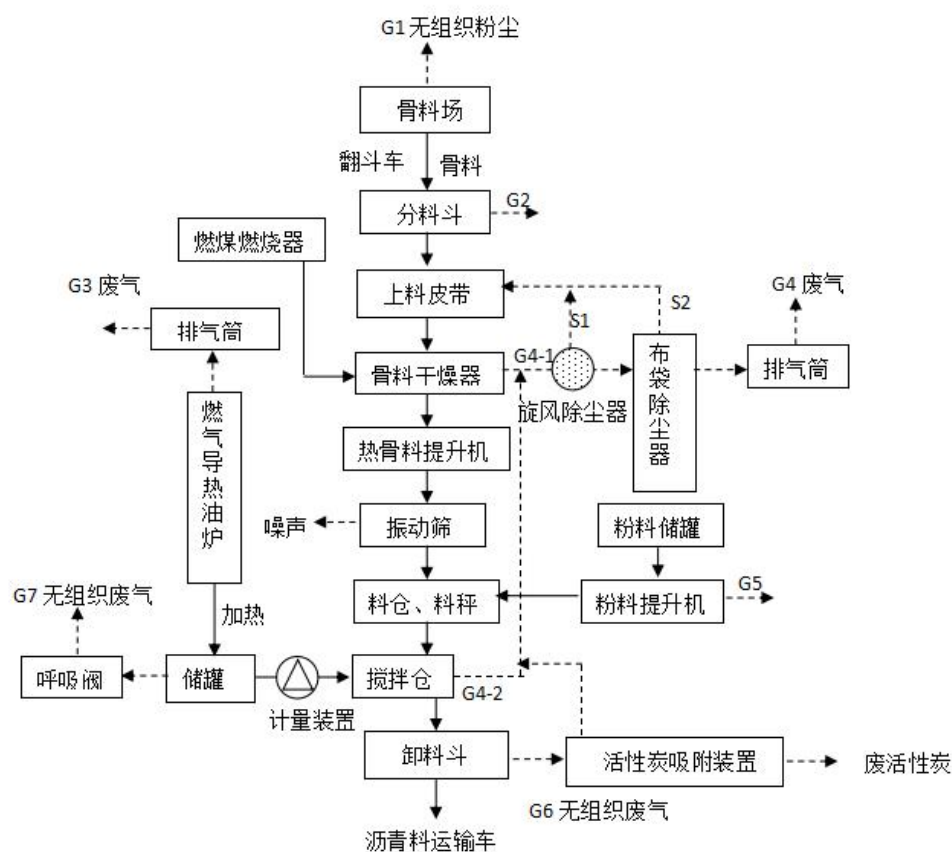 G1无组织粉尘
骨料场
翻斗车
骨料
G2
分料斗
燃煤燃烧器
G3 废气
上料皮带
S1
S2
G4 废气
排气筒
骨料干燥器
G4-1
旋风除尘器
布袋除尘器
排气筒
燃气导热油炉
热骨料提升机
噪声
振动筛
粉料储罐
G7 无组织废气
加热
料仓、料秤
粉料提升机
G5
呼吸阀
储罐
计量装置
搅拌仓
G4-2
卸料斗
活性炭吸附装置
废活性炭
G6 无组织废气
沥青料运输车